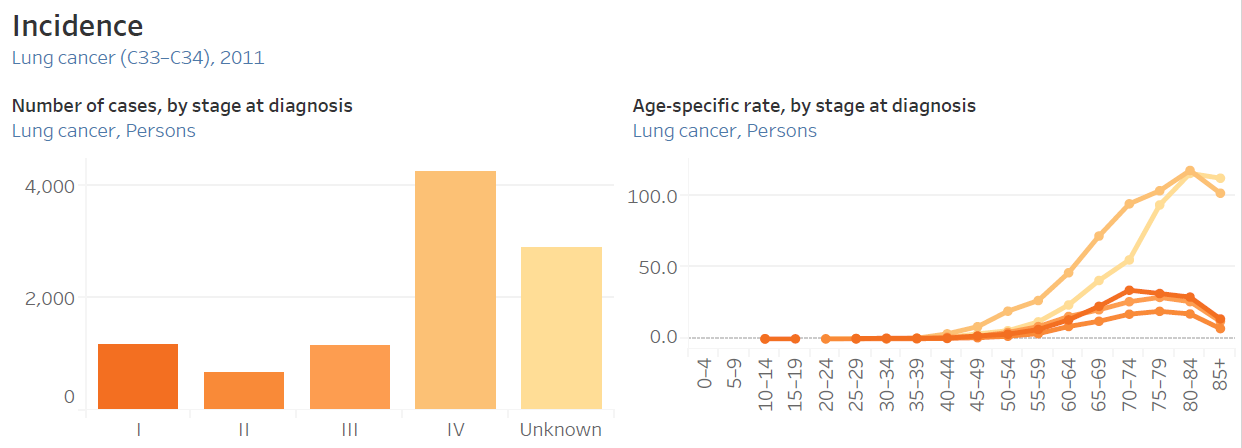 Incidence
Lung cancer (C33–C34), 2011
Number of cases, by stage at diagnosis
Lung cancer, Persons
4,000
2,000
0
I
II
III
IV
Unknown
Age-specific rate, by stage at diagnosis
Lung cancer, Persons
100.0
50.0
0.0
0–4
5–9
10–14
15–19
20–24
25–29
30–34
35–39
40–44
45–49
50–54
55–59
60–64
65–69
70–74
75–79
80–84
85+